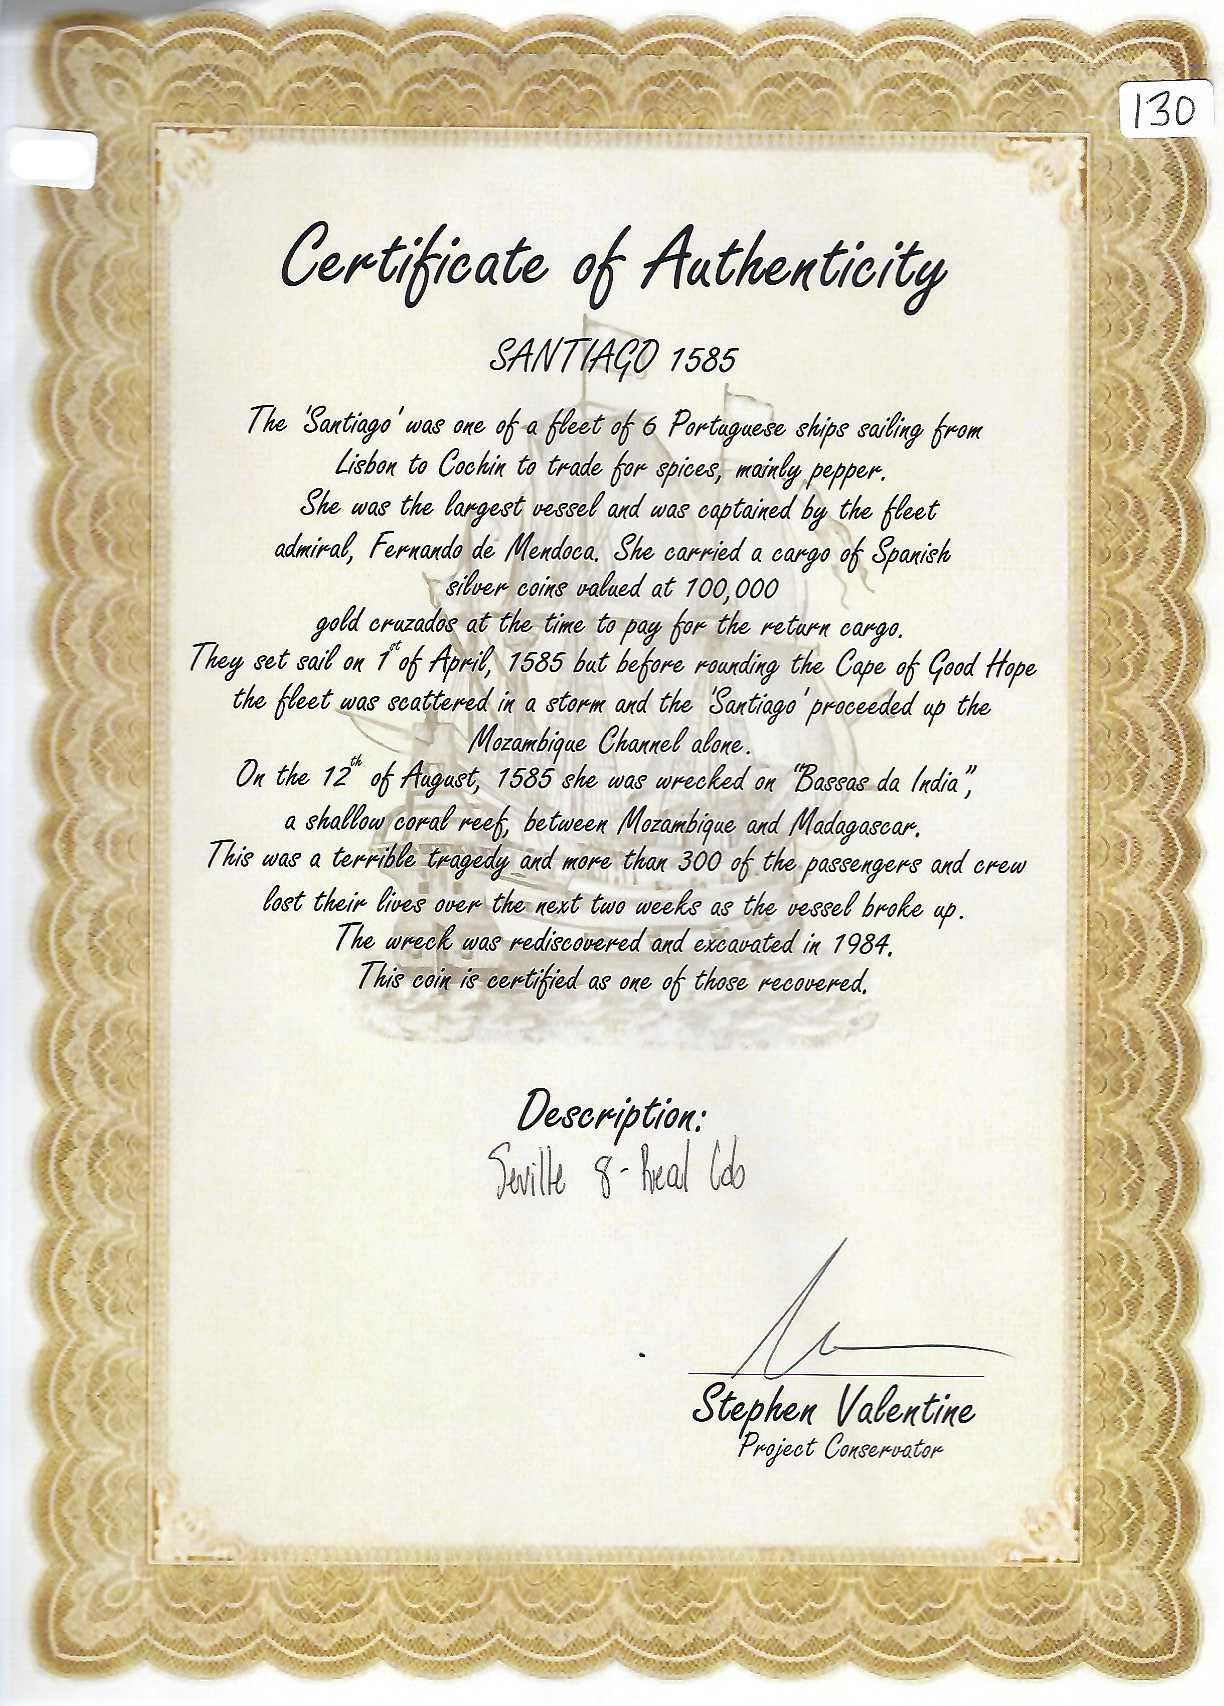 130
Certificate of Authenticity
SANTIAGO 1585
The 'Santiago' was one of a fleet of 6 Portuguese ships sailing from
Lisbon to Cochin to trade for spices, mainly pepper.
She was the largest vessel and was captained by the fleet
admiral, Fernando de Mendoca. She carried a cargo of Spanish
silver coins valued at 100,000
gold cruzados at the time to pay for the return cargo.
They set sail on 1st of April, 1585 but before rounding the Cape of Good Hope
the fleet was scattered in a storm and the 'Santiago' proceeded up the
Mozambique Channel alone.
On the 12th of August, 1585 she was wrecked on "Bassas da India",
a shallow coral reef, between Mozambique and Madagascar.
This was a terrible tragedy and more than 300 of the passengers and crew
lost their lives over the next two weeks as the vessel broke up.
The wreck was rediscovered and excavated in 1984.
This coin is certified as one of those recovered.
Description:
Seville 8-Real Cob
Stephen Valentine
Project Conservator